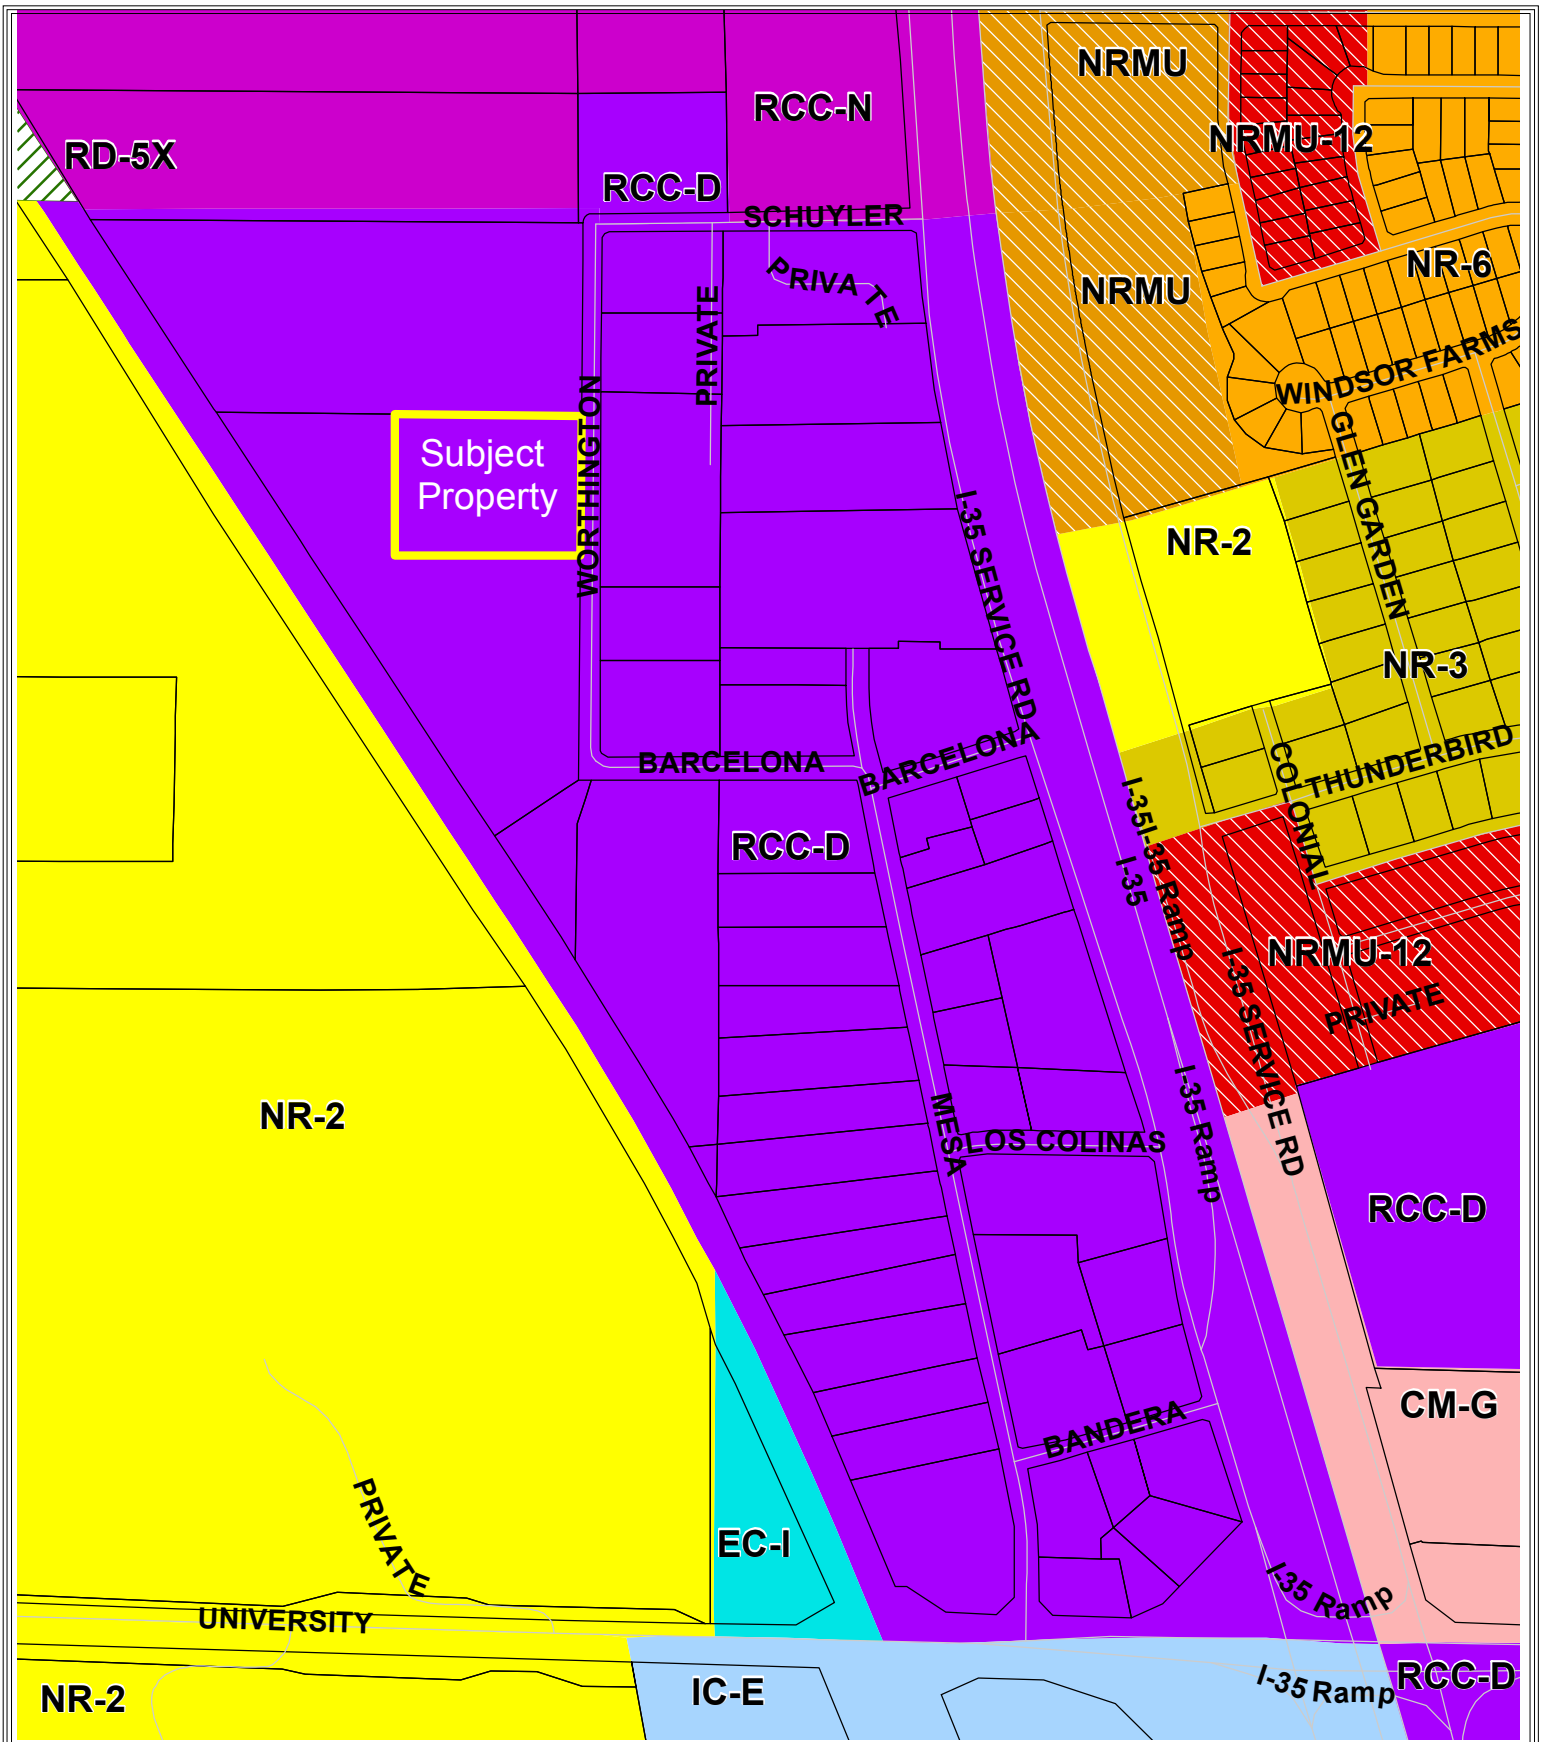 NRMU
RCC-N
NRMU-12
RD-5X
RCC-D
SCHUYLER
NR-6
PRIVA TE
NRMU
PRIVATE
WINDSOR FARMS
WORTHINGTON
Subject
Property
GLEN GARDEN
I-35 SERVICE RD
NR-2
NR-3
BARCELONA
BARCELONA
COLONIAL
THUNDERBIRD
I-35
I-35 Ramp
I-35
RCC-D
NRMU-12
I-35 SERVICE RD
PRIVATE
NR-2
MESA
LOS COLINAS
I-35 Ramp
RCC-D
CM-G
BANDERA
PRIVATE
EC-I
I-35 Ramp
UNIVERSITY
NR-2
IC-E
I-35 Ramp
RCC-D